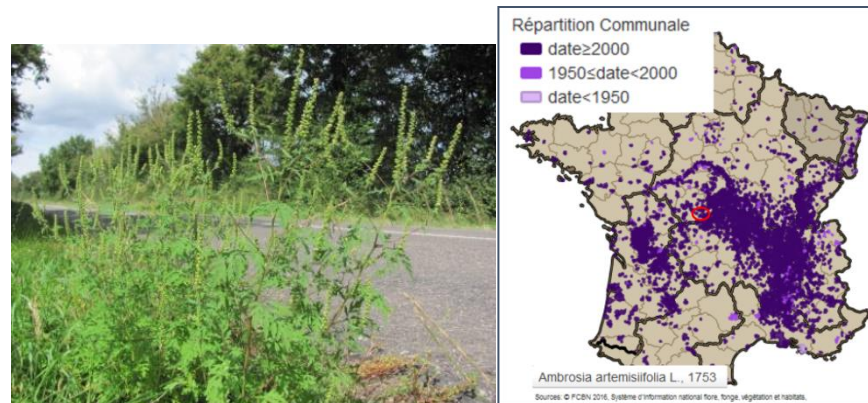 Répartition Communale
date≥2000
1950≤date<2000
date<1950
Ambrosia artemisiifolia L., 1753
Sources: © FCBN 2016, Système d'information national flore, fonge, végétation et habitats,